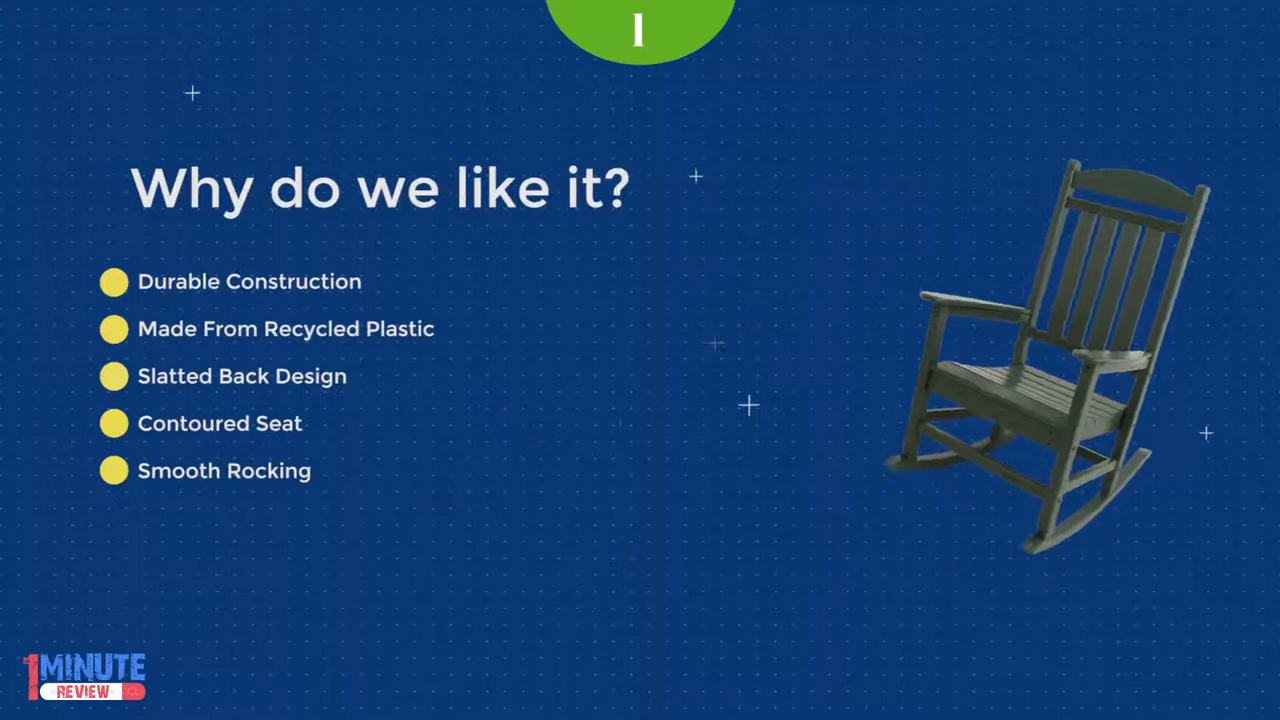 1
Why do we like it?
Durable Construction
Made From Recycled Plastic
Slatted Back Design
Contoured Seat
Smooth Rocking
1MINUTE
REVIEW